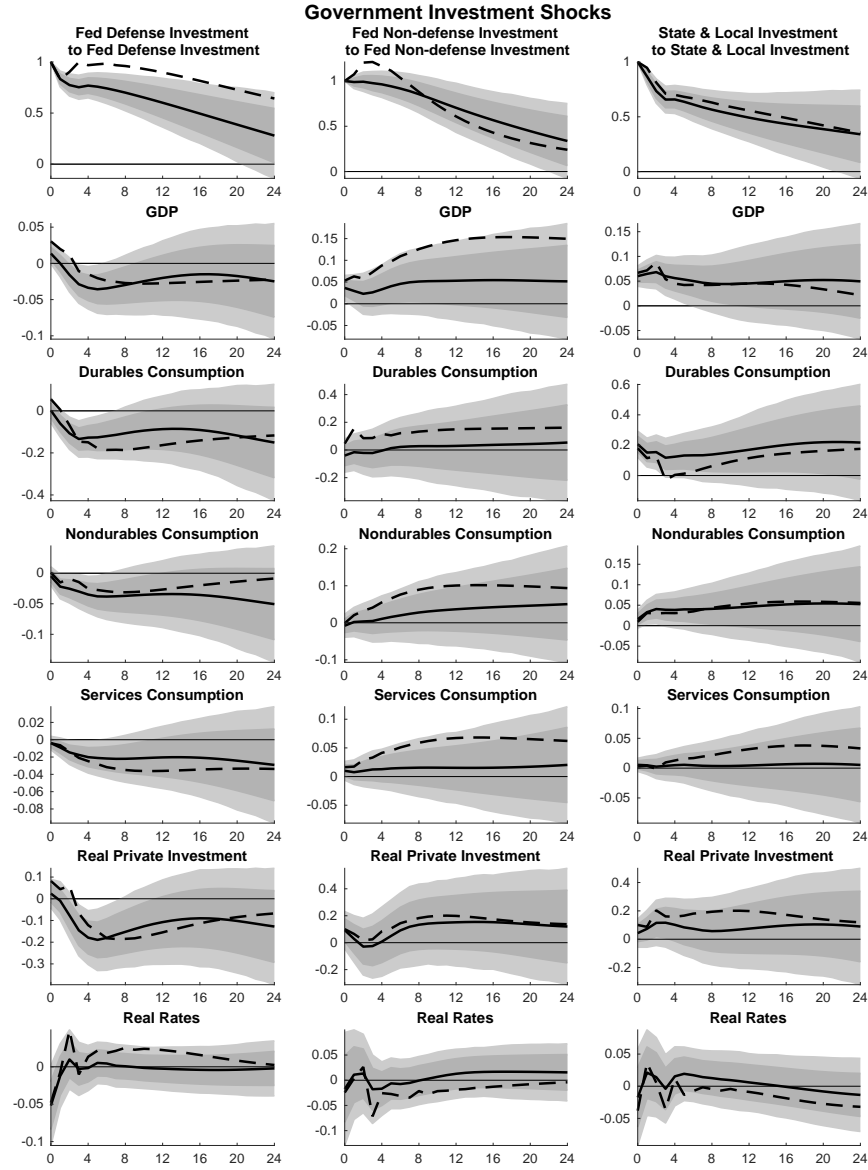 Government Investment Shocks
Fed Defense Investment
to Fed Defense Investment
Fed Non-defense Investment
to Fed Non-defense Investment
State & Local Investment
to State & Local Investment
1
0.5
0
0 4 8 12 16 20 24
1
0.5
0
0 4 8 12 16 20 24
1
0.5
0
0 4 8 12 16 20 24
GDP
0.05
0
-0.05
-0.1
0 4 8 12 16 20 24
GDP
0.15
0.1
0.05
0
-0.05
0 4 8 12 16 20 24
GDP
0.15
0.1
0.05
0
-0.05
0 4 8 12 16 20 24
Durables Consumption
0
-0.2
-0.4
0 4 8 12 16 20 24
Durables Consumption
0.4
0.2
0
-0.2
0 4 8 12 16 20 24
Durables Consumption
0.6
0.4
0.2
0
0 4 8 12 16 20 24
Nondurables Consumption
0
-0.05
-0.1
0 4 8 12 16 20 24
Nondurables Consumption
0.2
0.1
0
-0.1
0 4 8 12 16 20 24
Nondurables Consumption
0.15
0.1
0.05
0
-0.05
0 4 8 12 16 20 24
Services Consumption
0.02
0
-0.02
-0.04
-0.06
-0.08
0 4 8 12 16 20 24
Services Consumption
0.1
0.05
0
-0.05
0 4 8 12 16 20 24
Services Consumption
0.1
0.05
0
-0.05
0 4 8 12 16 20 24
Real Private Investment
0.1
0
-0.1
-0.2
-0.3
0 4 8 12 16 20 24
Real Private Investment
0.4
0.2
0
-0.2
0 4 8 12 16 20 24
Real Private Investment
0.4
0.2
0
-0.2
0 4 8 12 16 20 24
Real Rates
0
-0.05
-0.1
0 4 8 12 16 20 24
Real Rates
0.05
0
-0.05
-0.1
0 4 8 12 16 20 24
Real Rates
0.05
0
-0.05
0 4 8 12 16 20 24